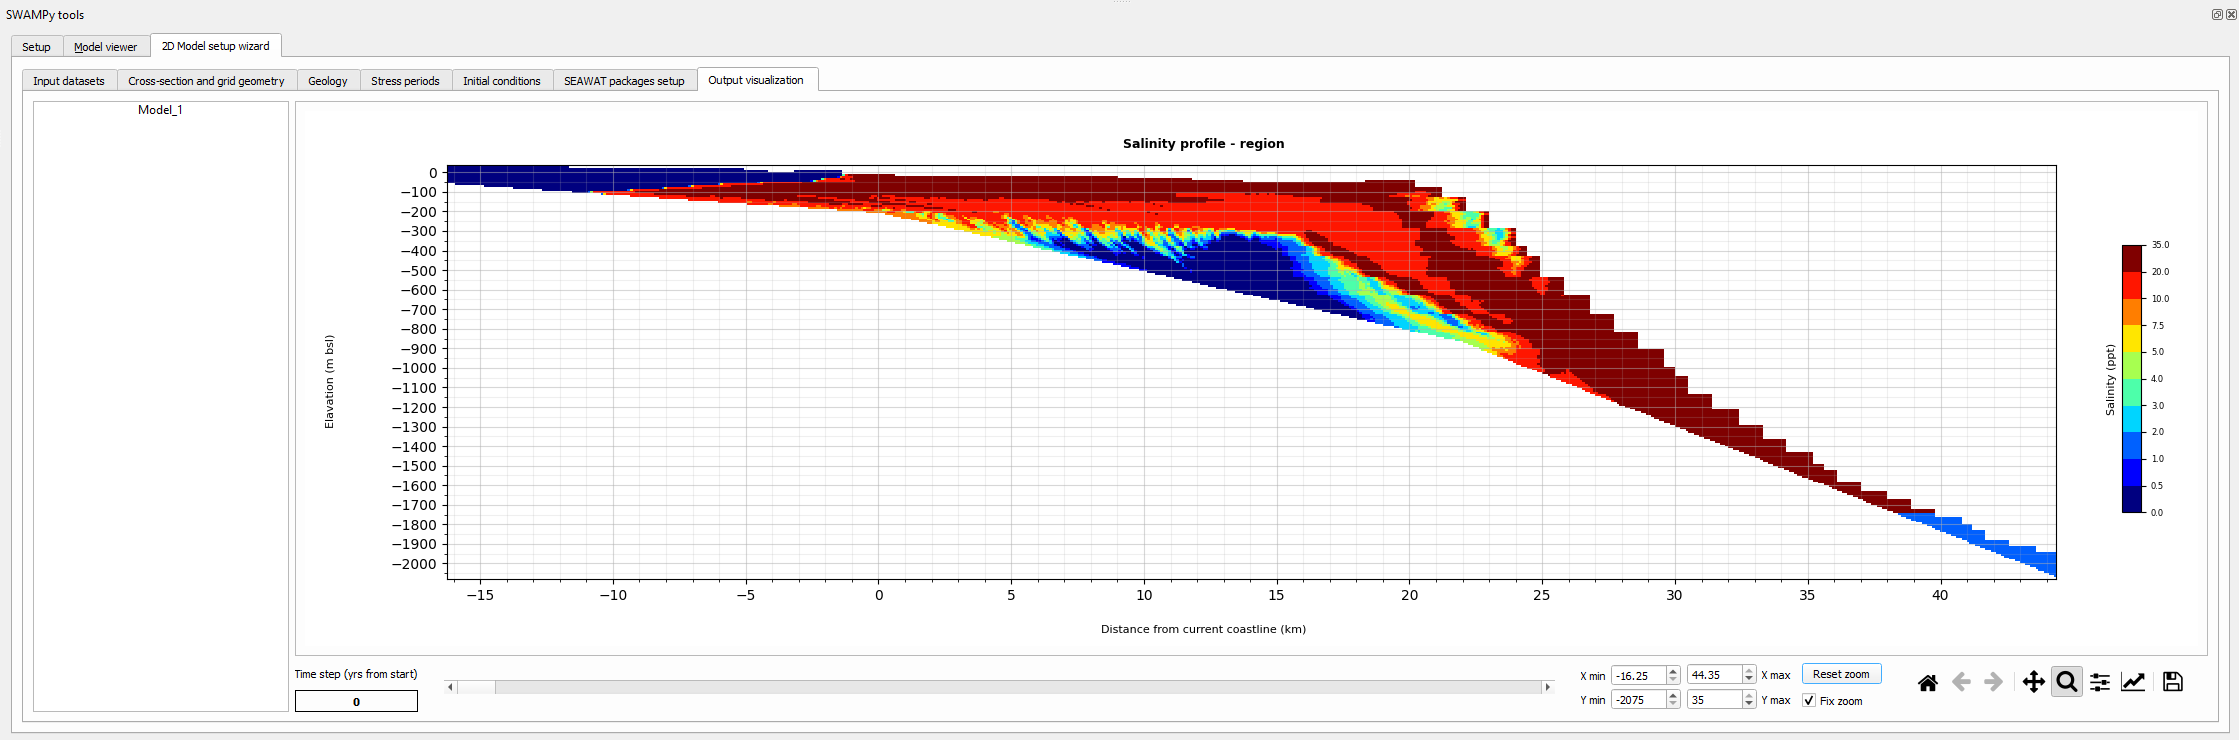 SWAMPy tools
Setup Model viewer 2D Model setup wizard
Input datasets Cross-section and grid geometry Geology Stress periods Initial conditions SEAWAT packages setup Output visualization
Model_1
Salinity profile - region
0
−100
−200
−300
−400
−500
−600
−700
−800
−900
−1000
−1100
−1200
−1300
−1400
−1500
−1600
−1700
−1800
−1900
−2000
Elavation (m bsl)
−15 −10 −5 0 5 10 15 20 25 30 35 40
Distance from current coastline (km)
35.0
20.0
10.0
7.5
5.0
4.0
3.0
2.0
1.0
0.5
0.0
Salinity (ppt)
Time step (yrs from start)
0
X min -16.25 44.35 X max Reset zoom
Y min -2075 35 Y max Fix zoom